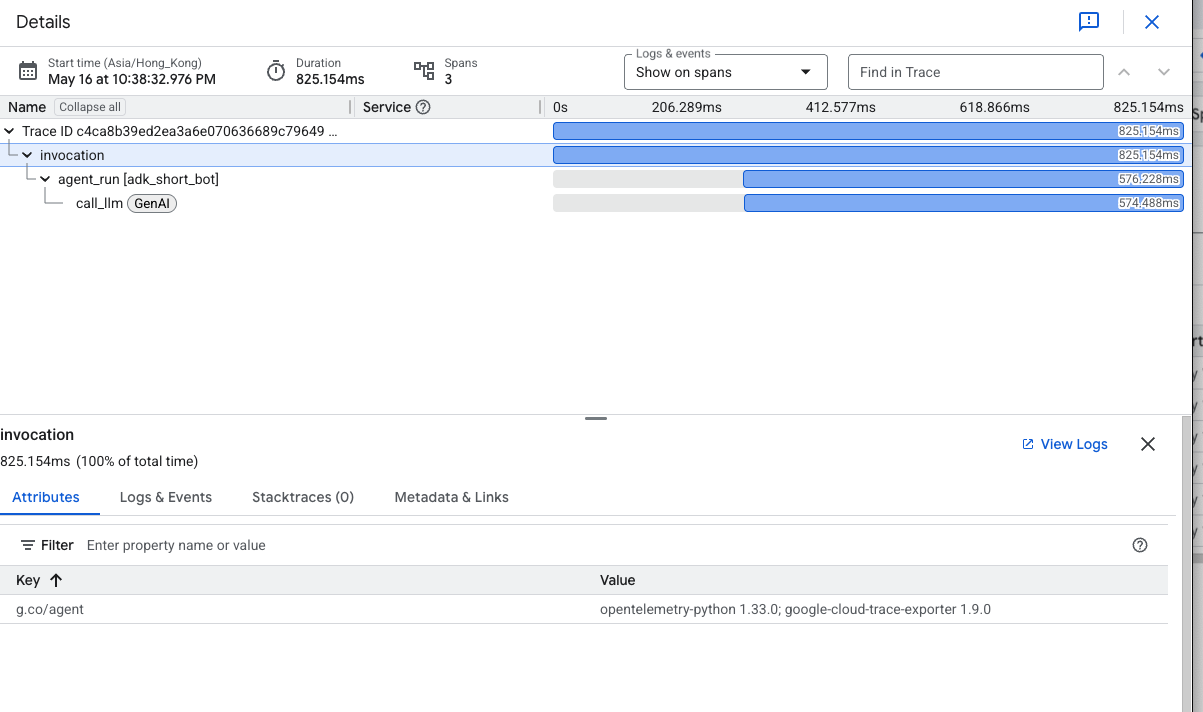 Details
Start time (Asia/Hong_Kong)
May 16 at 10:38:32.976 PM
Duration
825.154ms
Spans
3
Logs & events
Show on spans
Find in Trace
Name Collapse all Service 0s 206.289ms 412.577ms 618.866ms 825.154ms
Trace ID c4ca8b39ed2ea3a6e070636689c79649 ... 825.154ms
invocation 825.154ms
agent_run [adk_short_bot] 576.228ms
call_llm GenAI 574.488ms
invocation
View Logs
825.154ms (100% of total time)
Attributes Logs & Events Stacktraces (0) Metadata & Links
Filter Enter property name or value
Key Value
g.co/agent opentelemetry-python 1.33.0; google-cloud-trace-exporter 1.9.0